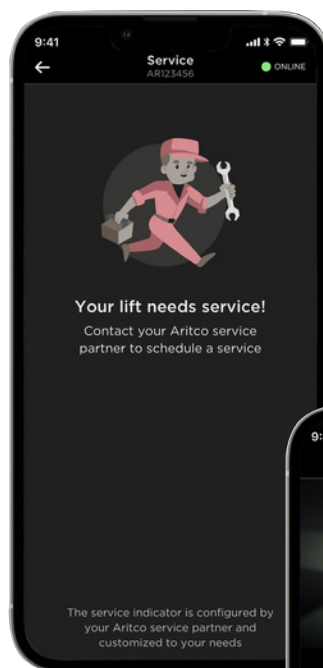 9:41
Service
AR123456
ONLINE
Your lift needs service!
Contact your Aritco service
partner to schedule a service
The service indicator is configured by
your Aritco service partner and
customized to your needs